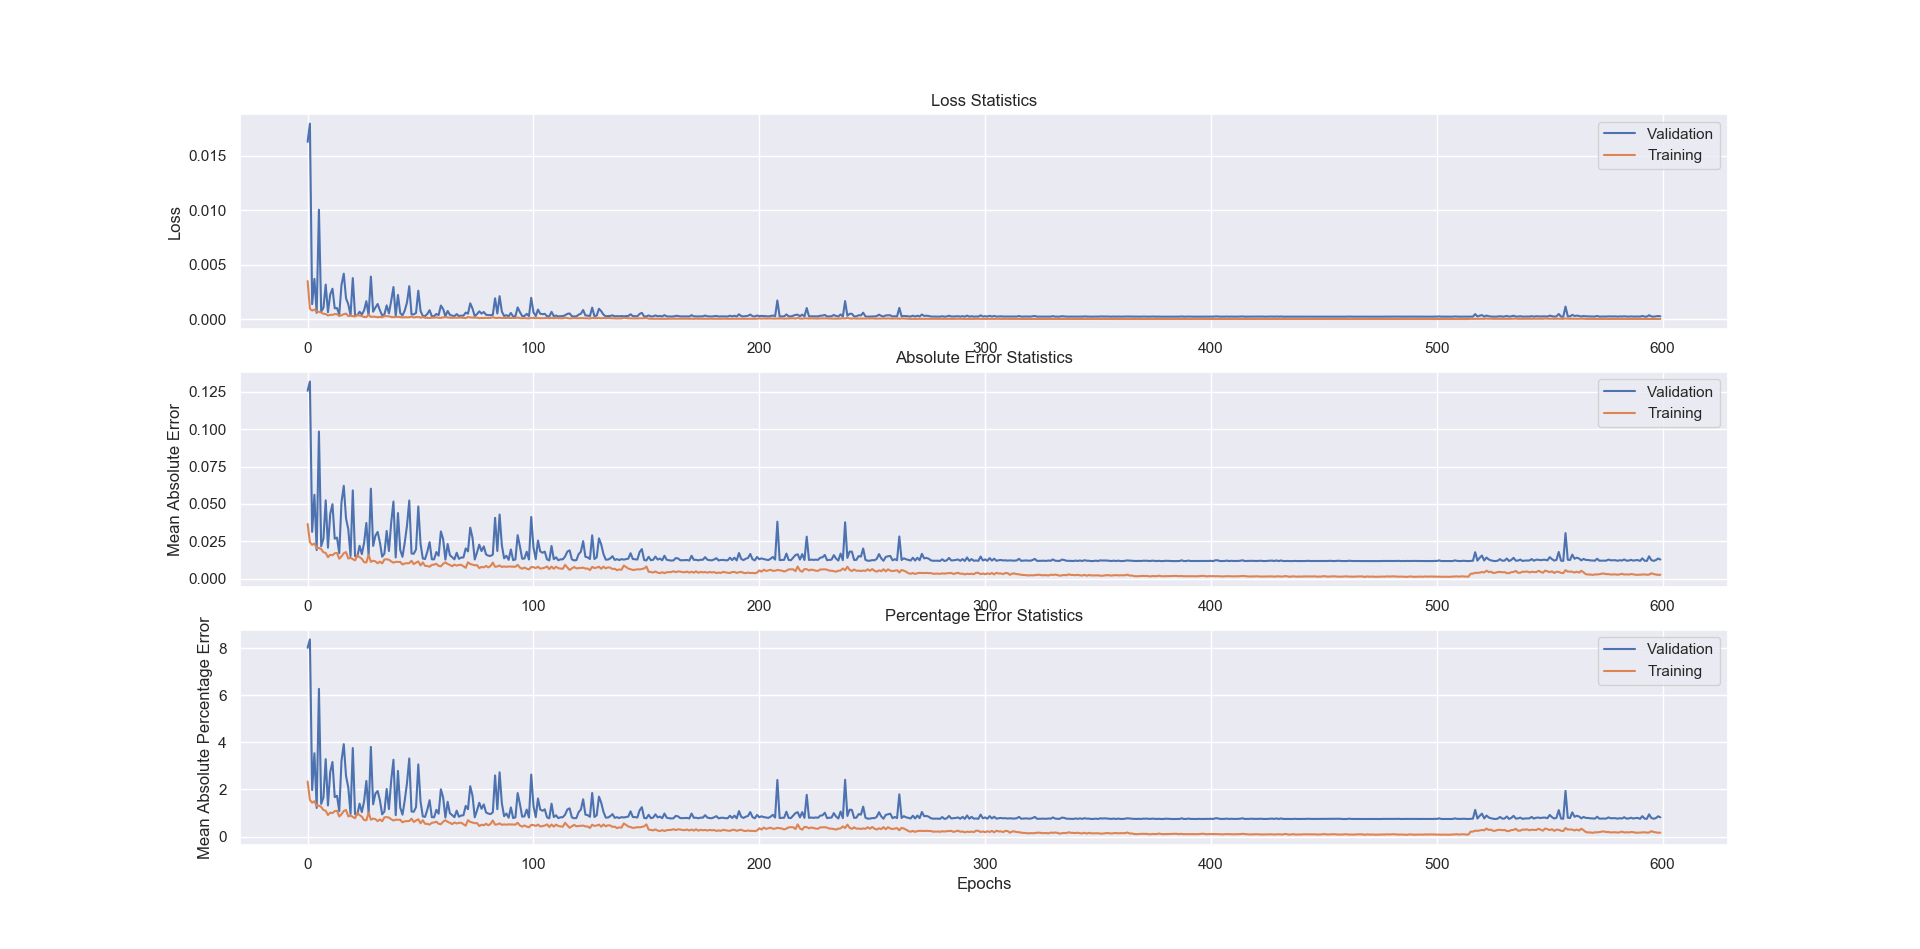 Loss Statistics
Loss
0.015
0.010
0.005
0.000
Validation
Training
0 100 200 300 400 500 600
Absolute Error Statistics
Mean Absolute Error
0.125
0.100
0.075
0.050
0.025
0.000
Validation
Training
0 100 200 300 400 500 600
Percentage Error Statistics
Mean Absolute Percentage Error
8
6
4
2
0
Validation
Training
0 100 200 300 400 500 600
Epochs